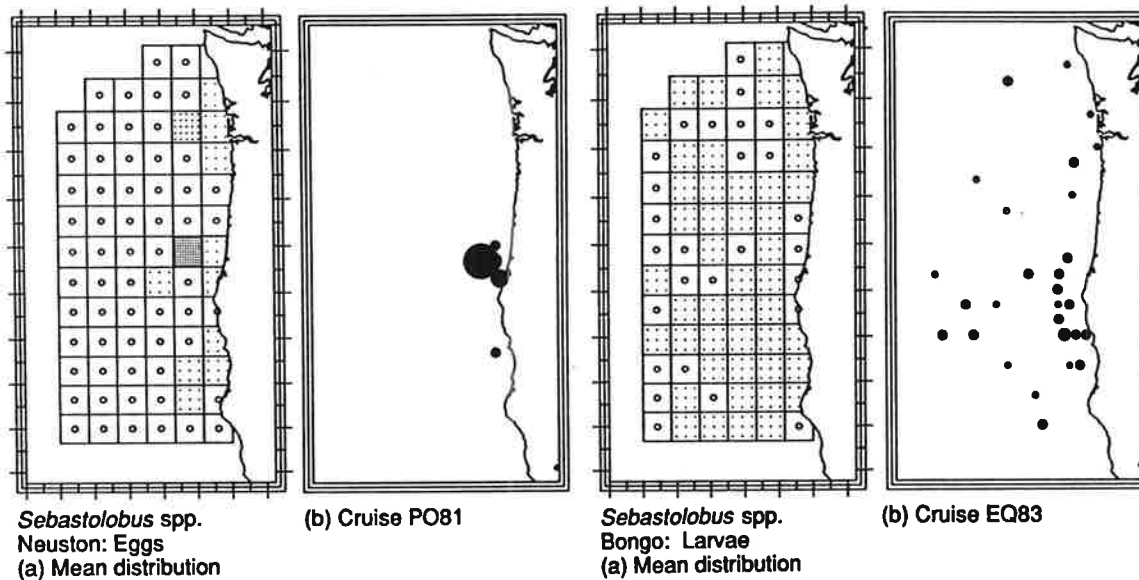 Sebastolobus spp.
Neuston: Eggs
(a) Mean distribution
(b) Cruise PO81
Sebastolobus spp.
Bongo: Larvae
(a) Mean distribution
(b) Cruise EQ83